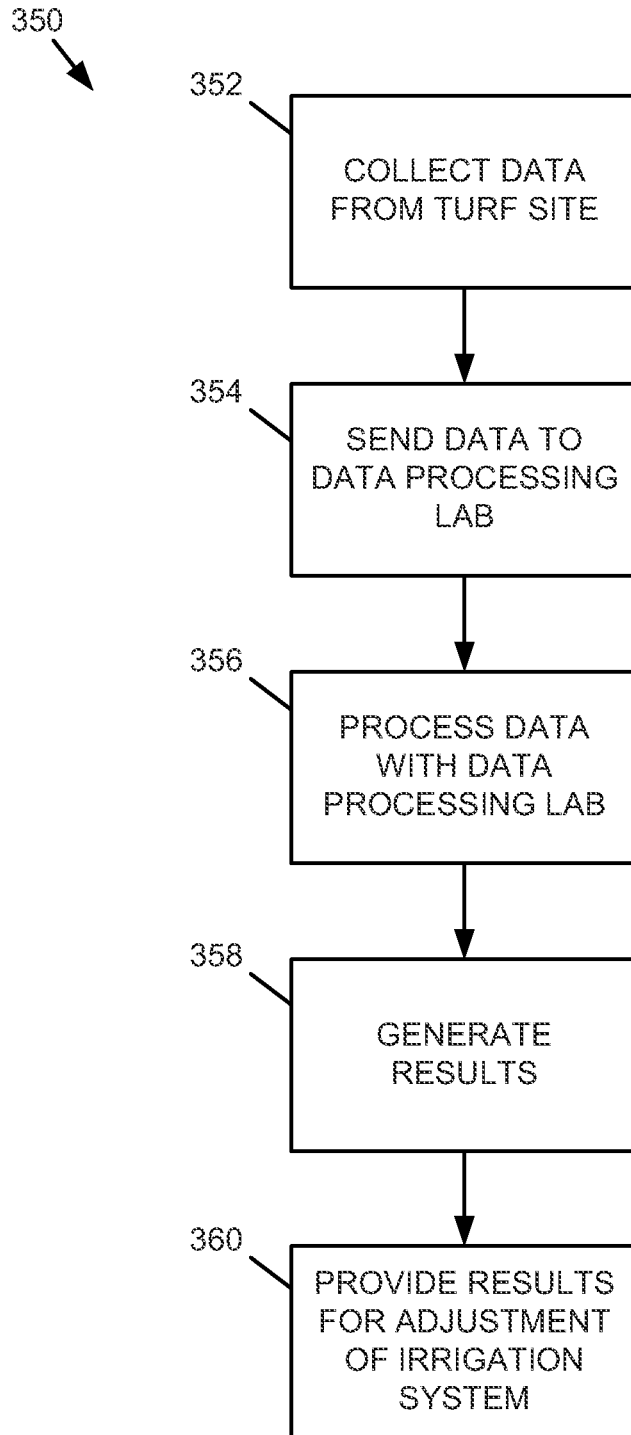 350
352
COLLECT DATA
FROM TURF SITE
354
SEND DATA TO
DATA PROCESSING
LAB
356
PROCESS DATA
WITH DATA
PROCESSING LAB
358
GENERATE
RESULTS
360
PROVIDE RESULTS
FOR ADJUSTMENT
OF IRRIGATION
SYSTEM